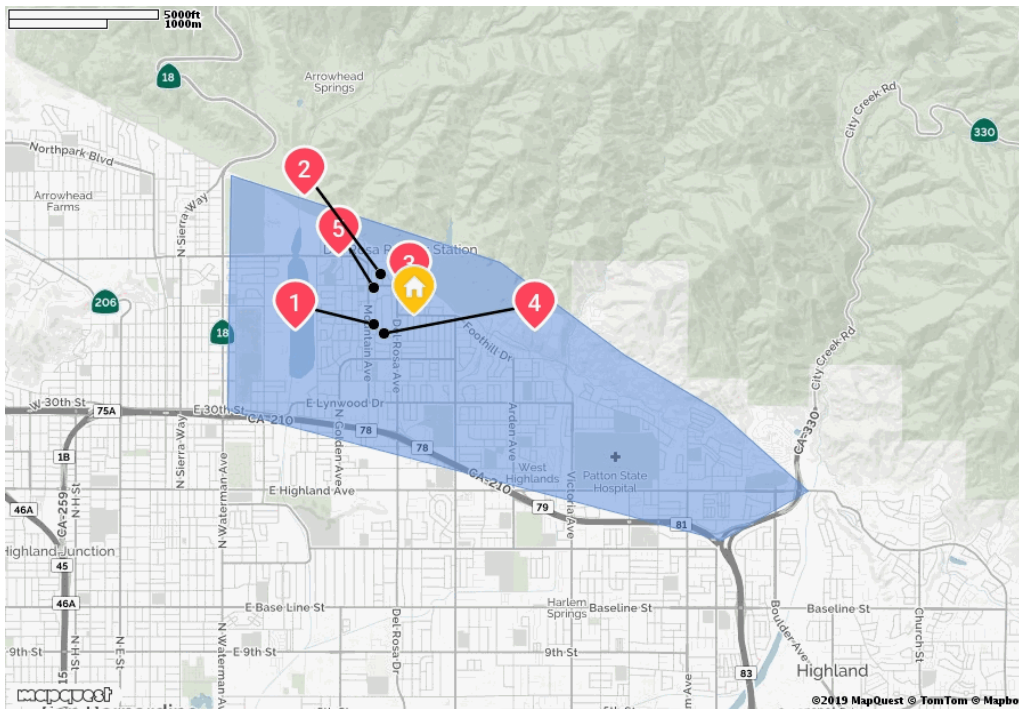 5000ft
1000m
18
Arrowhead
Springs
City Creek Rd
330
Northpark Blvd
2
Arrowhead
Farms
N Sierra Way
5
Station
3
206
1
4
18
Mountain Ave
Del Rosa Ave
Foothill Dr
City Creek Rd
W 30th St
75A
E 30th St
CA-210
E Lynwood Dr
78
78
N Golden Ave
Arden Ave
CA-330
1B
N Sierra Way
N H St
CA-259
N Waterman Ave
West
Highlands
Patton State
Hospital
Victoria Ave
E Highland Ave
CA-210
46A
79
81
Highland Junction
45
46A
E Base Line St
Harlem
Springs
Baseline St
Baseline St
Boulder Ave
Church St
N E St
N H St
9th St
E 9th St
9th St
N Waterman Av
Del Rosa Dr
83
Highland
mapquest
©2019 MapQuest © TomTom © Mapbo